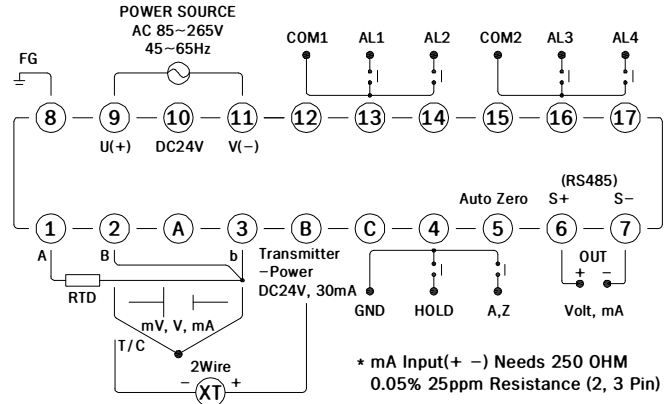 POWER SOURCE
AC 85~265V
45~65Hz
FG
COM1 AL1 AL2 COM2 AL3 AL4
8 9 10 11 12 13 14 15 16 17
U(+) DC24V V(−)
(RS485)
Auto Zero S+ S−
1 2 A 3 B C 4 5 6 7
A B b
Transmitter
−Power
DC24V, 30mA
OUT
+ −
RTD
GND HOLD A,Z Volt, mA
mV, V, mA
T/C
2Wire
− XT +
* mA Input(+ −) Needs 250 OHM
0.05% 25ppm Resistance (2, 3 Pin)